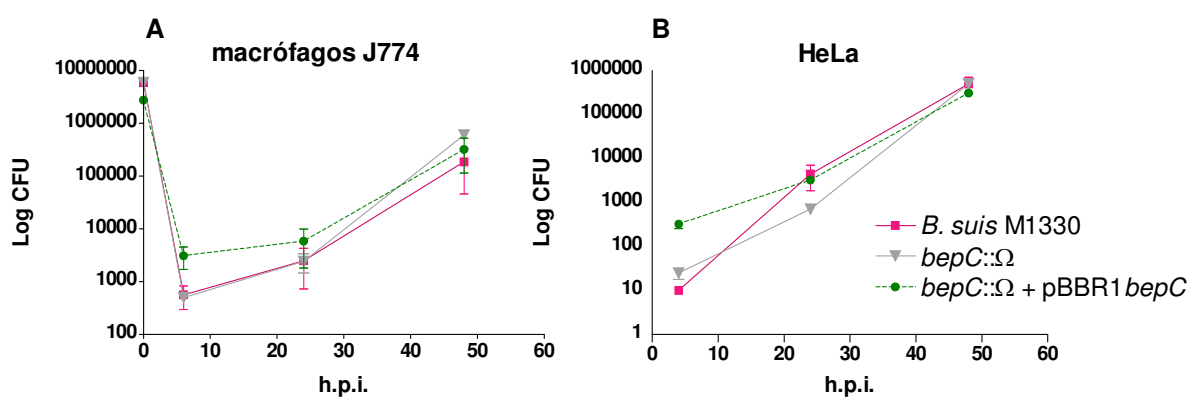 A
macrófagos J774
Log CFU
10000000
1000000
100000
10000
1000
100
0 10 20 30 40 50 60
h.p.i.
B
HeLa
Log CFU
1000000
100000
10000
1000
100
10
1
0 10 20 30 40 50 60
h.p.i.
B. suis M1330
bepC::Ω
bepC::Ω + pBBR1bepC